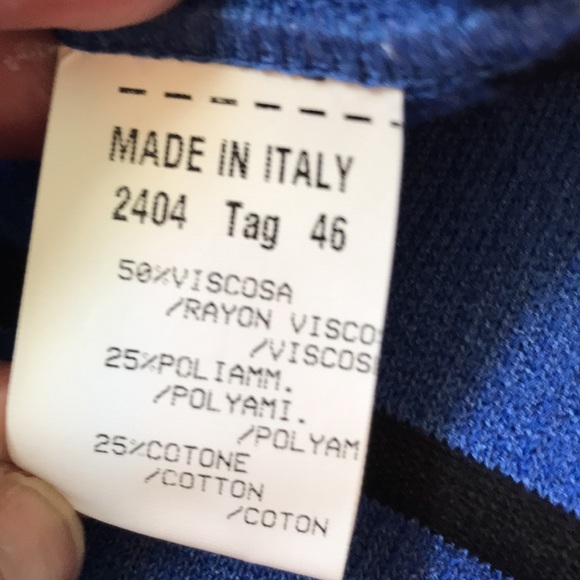 MADE IN ITALY
2404 Tag 46
50%VISCOSA
/RAYON VISCO
/VISCOS
25%POLIAMM.
/POLYAMI.
/POLYAM
25%COTONE
/COTTON
/COTON